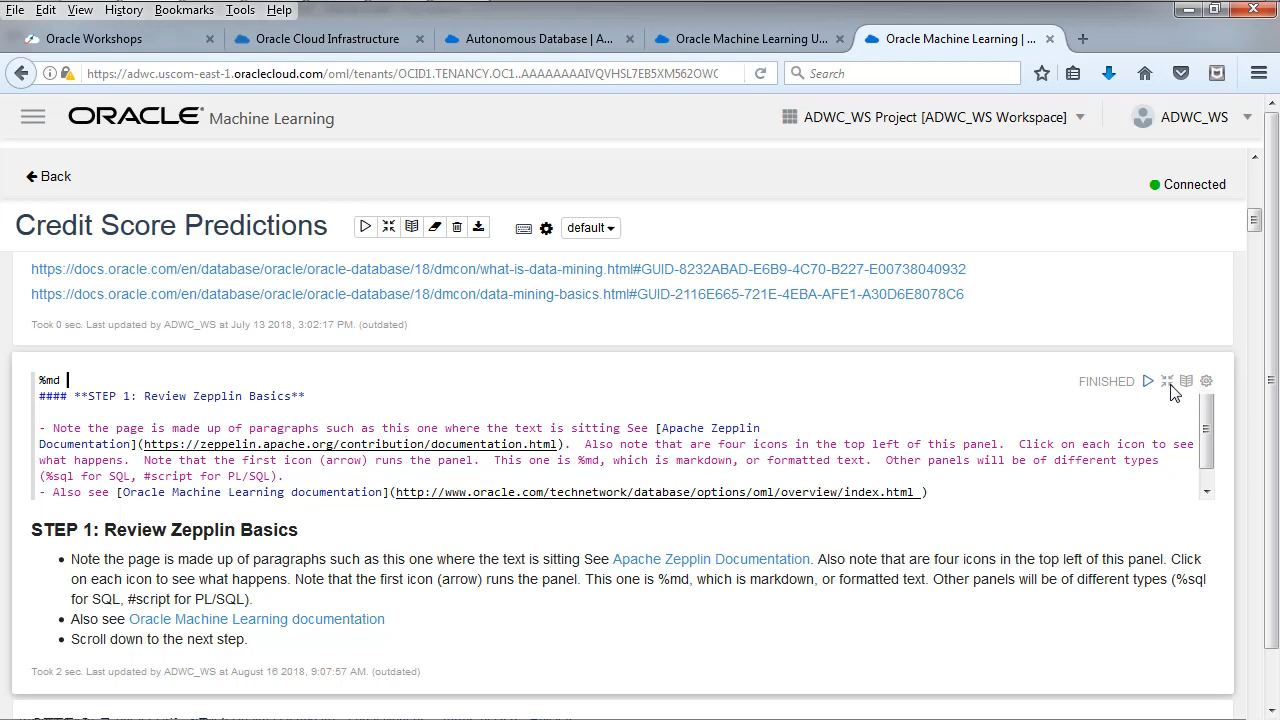 File Edit View History Bookmarks Tools Help
Oracle Workshops
Oracle Cloud Infrastructure
Autonomous Database | A...
Oracle Machine Learning U...
Oracle Machine Learning | ...
https://adwc.uscom-east-1.oraclecloud.com/oml/tenants/OCID1.TENANCY.OC1..AAAAAAAAIVQVHSL7EB5XM562OWC
Search
ORACLE Machine Learning
ADWC_WS Project [ADWC_WS Workspace]
ADWC_WS
Back
Connected
Credit Score Predictions
default
https://docs.oracle.com/en/database/oracle/oracle-database/18/dmcon/what-is-data-mining.html#GUID-8232ABAD-E6B9-4C70-B227-E00738040932
https://docs.oracle.com/en/database/oracle/oracle-database/18/dmcon/data-mining-basics.html#GUID-2116E665-721E-4EBA-AFE1-A30D6E8078C6
Took 0 sec. Last updated by ADWC_WS at July 13 2018, 3:02:17 PM. (outdated)
%md
FINISHED
#### **STEP 1: Review Zepplin Basics**
- Note the page is made up of paragraphs such as this one where the text is sitting See [Apache Zepplin
Documentation](https://zeppelin.apache.org/contribution/documentation.html). Also note that are four icons in the top left of this panel. Click on each icon to see
what happens. Note that the first icon (arrow) runs the panel. This one is %md, which is markdown, or formatted text. Other panels will be of different types
(%sql for SQL, #script for PL/SQL).
- Also see [Oracle Machine Learning documentation](http://www.oracle.com/technetwork/database/options/oml/overview/index.html )
STEP 1: Review Zepplin Basics
• Note the page is made up of paragraphs such as this one where the text is sitting See Apache Zepplin Documentation. Also note that are four icons in the top left of this panel. Click
on each icon to see what happens. Note that the first icon (arrow) runs the panel. This one is %md, which is markdown, or formatted text. Other panels will be of different types (%sql
for SQL, #script for PL/SQL).
• Also see Oracle Machine Learning documentation
• Scroll down to the next step.
Took 2 sec. Last updated by ADWC_WS at August 16 2018, 9:07:57 AM. (outdated)